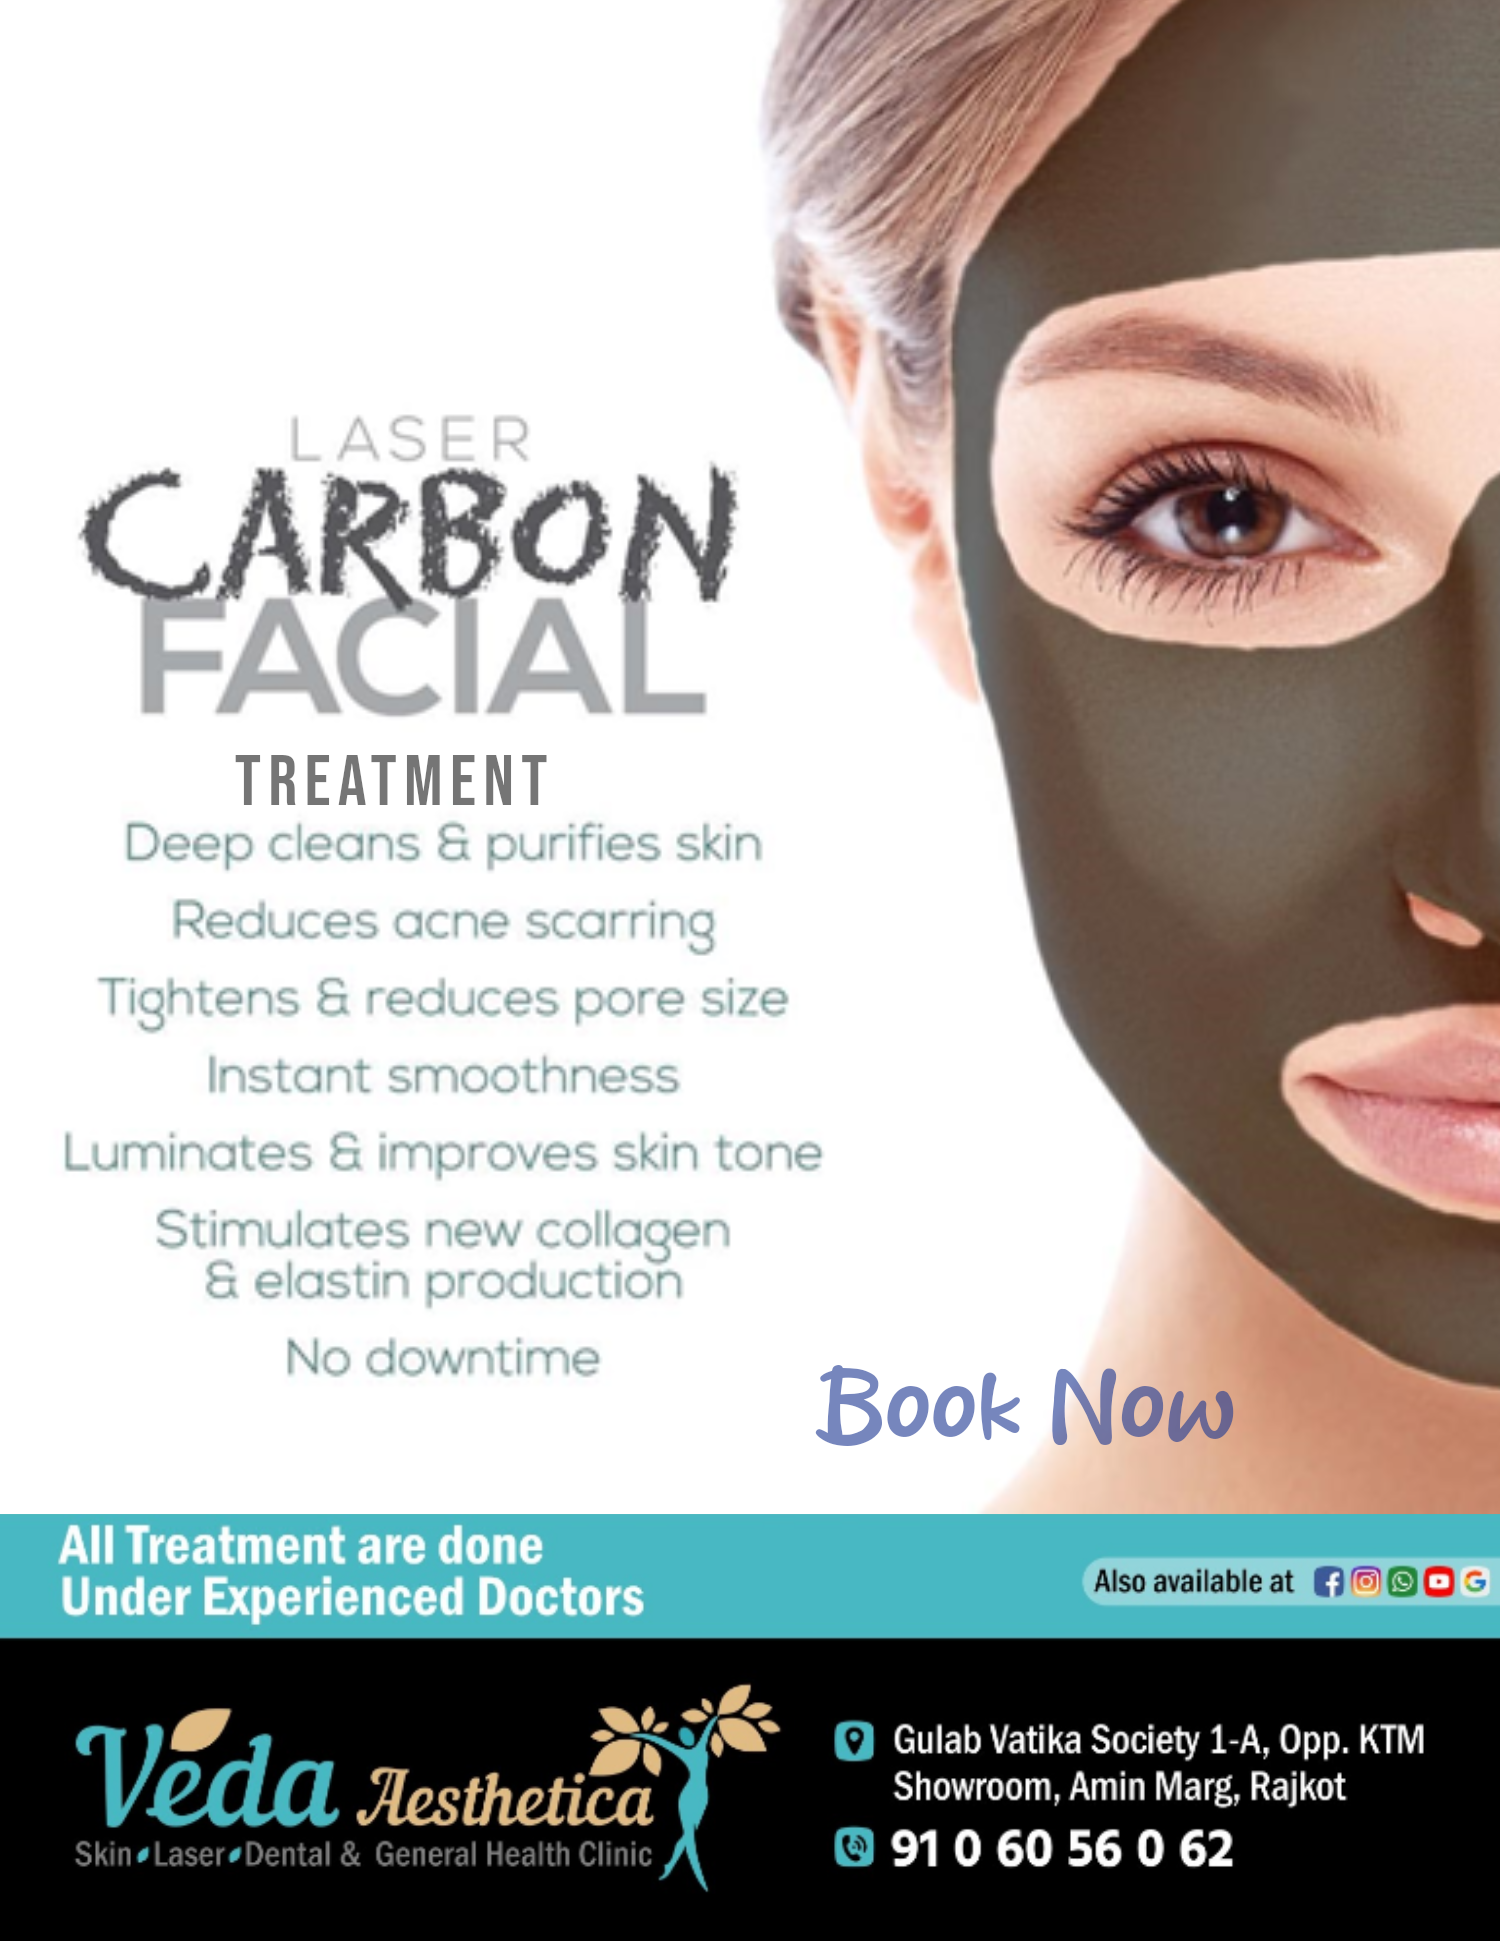 LASER
CARBON
FACIAL
TREATMENT
Deep cleans & purifies skin
Reduces acne scarring
Tightens & reduces pore size
Instant smoothness
Luminates & improves skin tone
Stimulates new collagen
& elastin production
No downtime
Book Now
All Treatment are done
Under Experienced Doctors
Also available at
Veda Aesthetica
Skin Laser Dental & General Health Clinic
Gulab Vatika Society 1-A, Opp. KTM
Showroom, Amin Marg, Rajkot
91 0 60 56 0 62